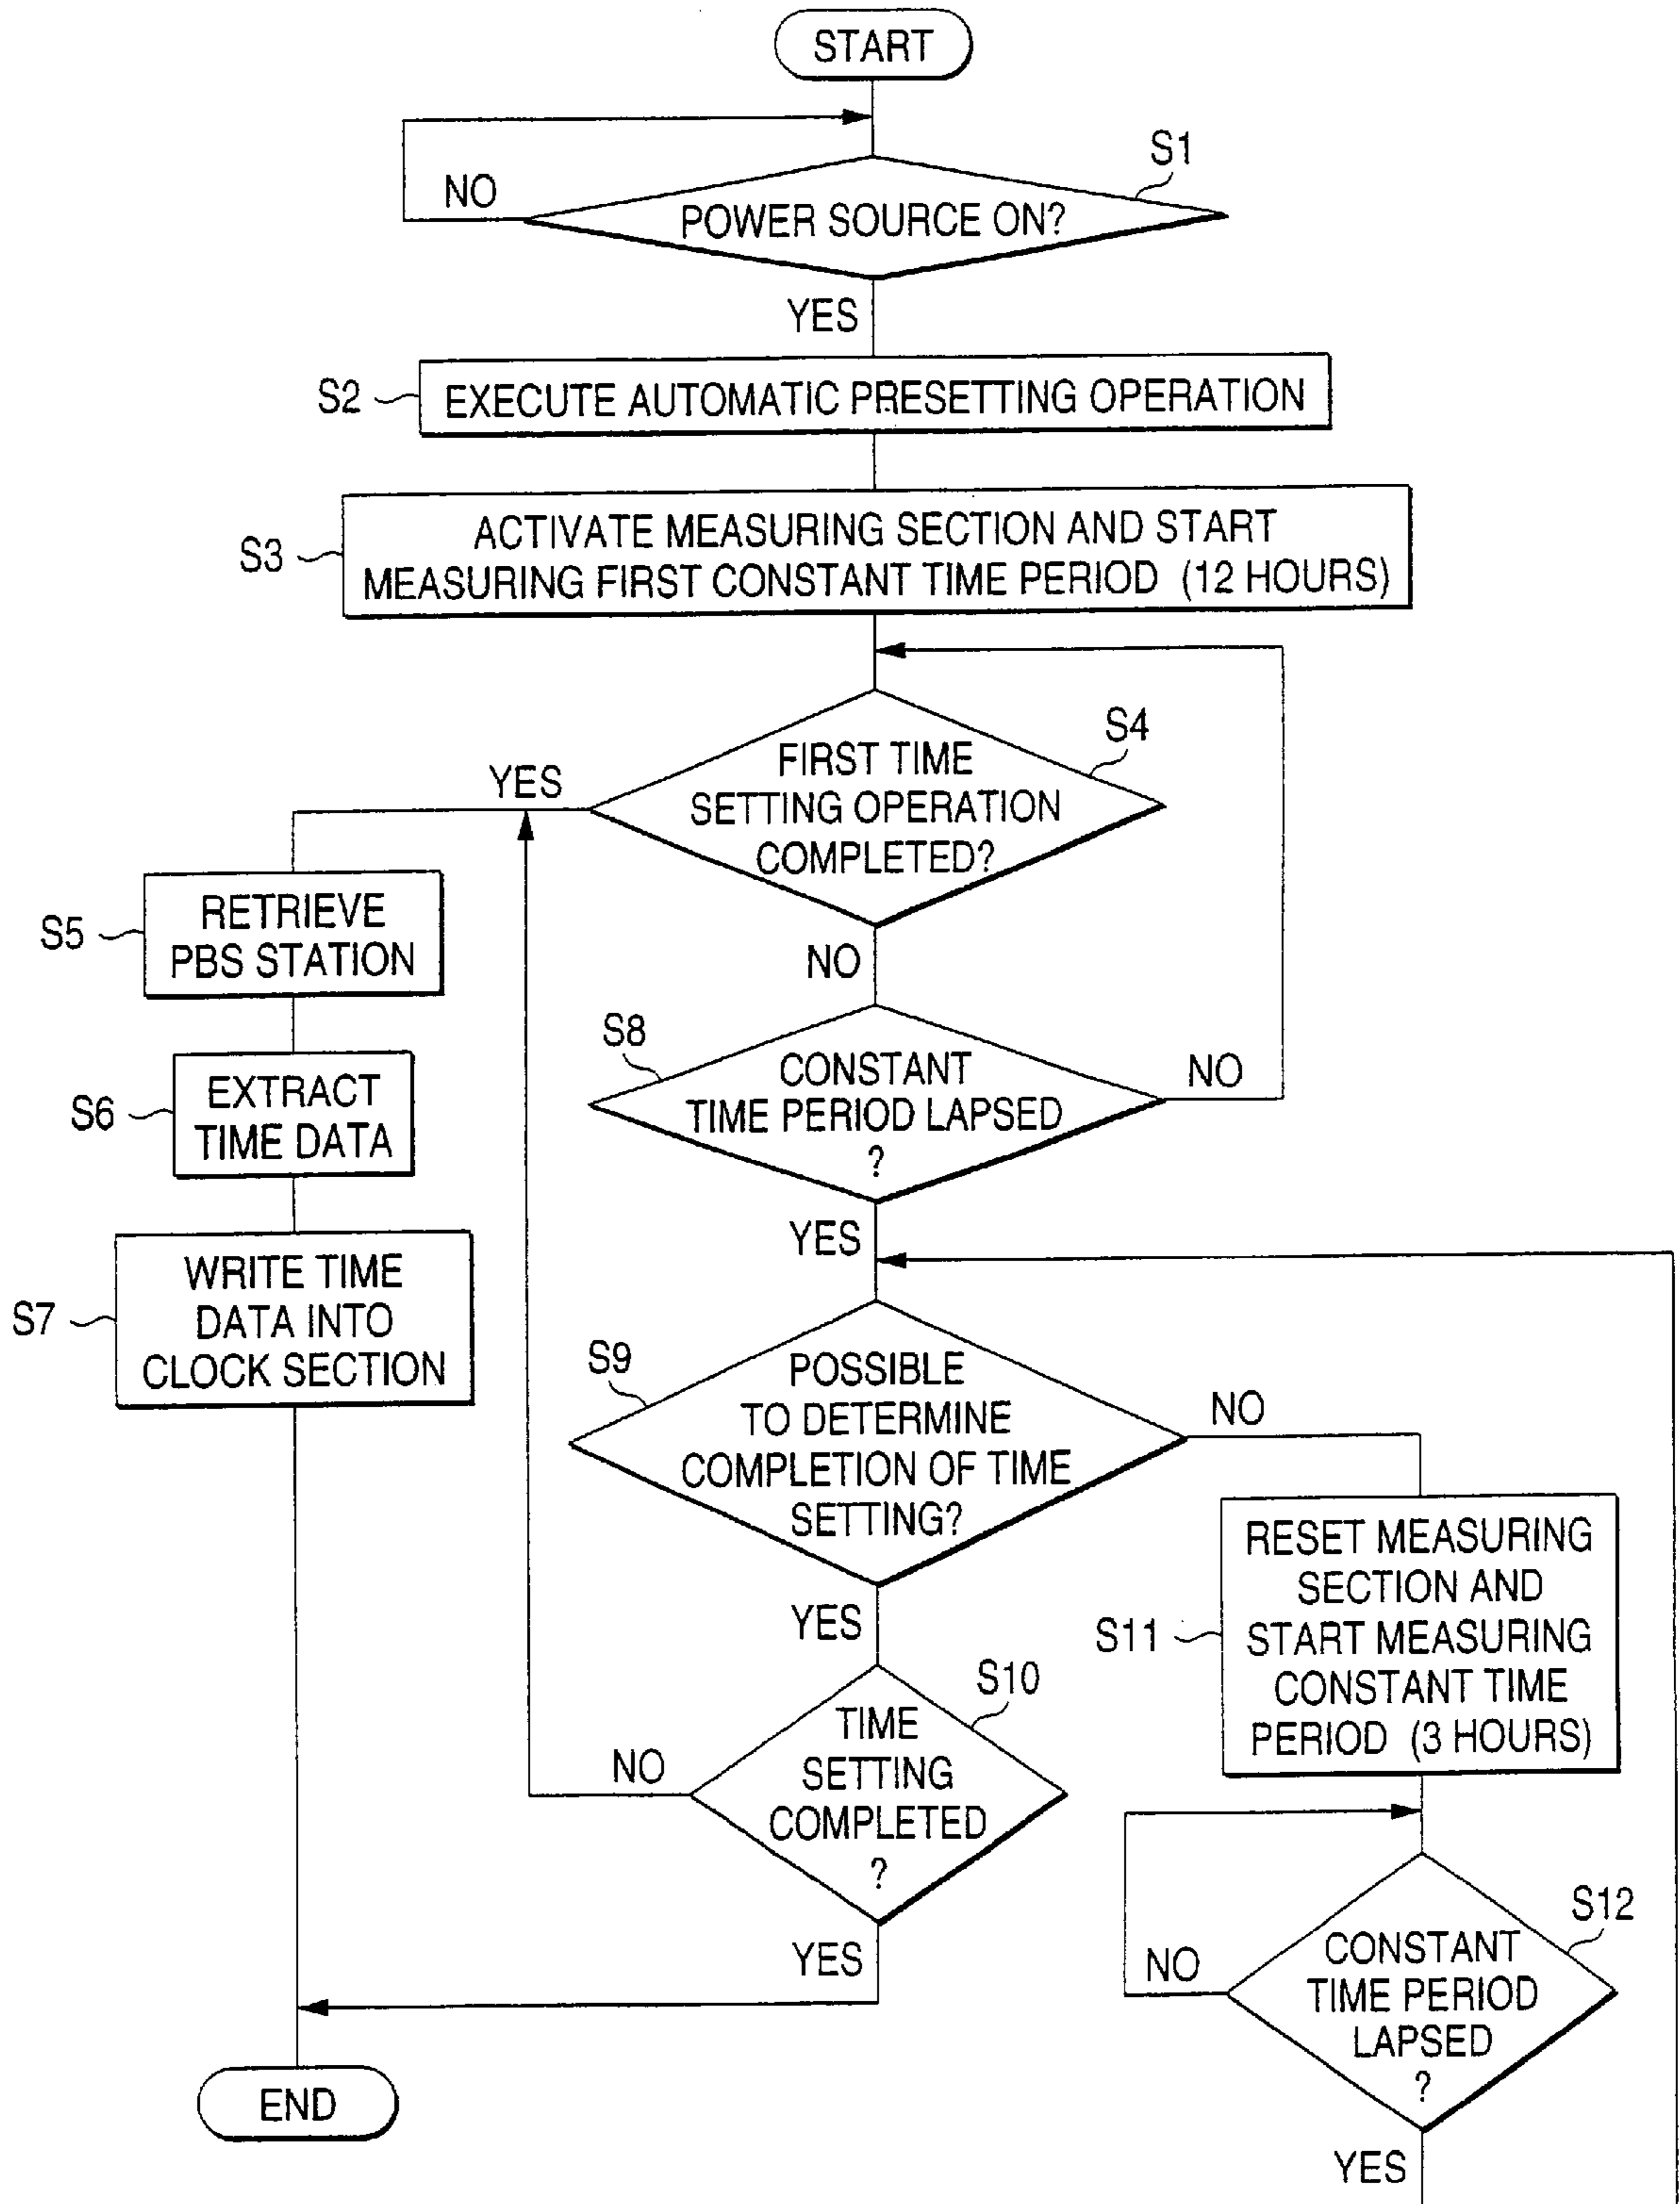 START
S1
NO
POWER SOURCE ON?
YES
S2
EXECUTE AUTOMATIC PRESETTING OPERATION
S3
ACTIVATE MEASURING SECTION AND START
MEASURING FIRST CONSTANT TIME PERIOD (12 HOURS)
S4
YES
FIRST TIME
SETTING OPERATION
COMPLETED?
NO
S5
RETRIEVE
PBS STATION
S6
EXTRACT
TIME DATA
S7
WRITE TIME
DATA INTO
CLOCK SECTION
S8
CONSTANT
TIME PERIOD LAPSED
?
NO
YES
S9
POSSIBLE
TO DETERMINE
COMPLETION OF TIME
SETTING?
NO
YES
S10
TIME
SETTING
COMPLETED
?
NO
YES
S11
RESET MEASURING
SECTION AND
START MEASURING
CONSTANT TIME
PERIOD (3 HOURS)
S12
CONSTANT
TIME PERIOD
LAPSED
?
NO
YES
END